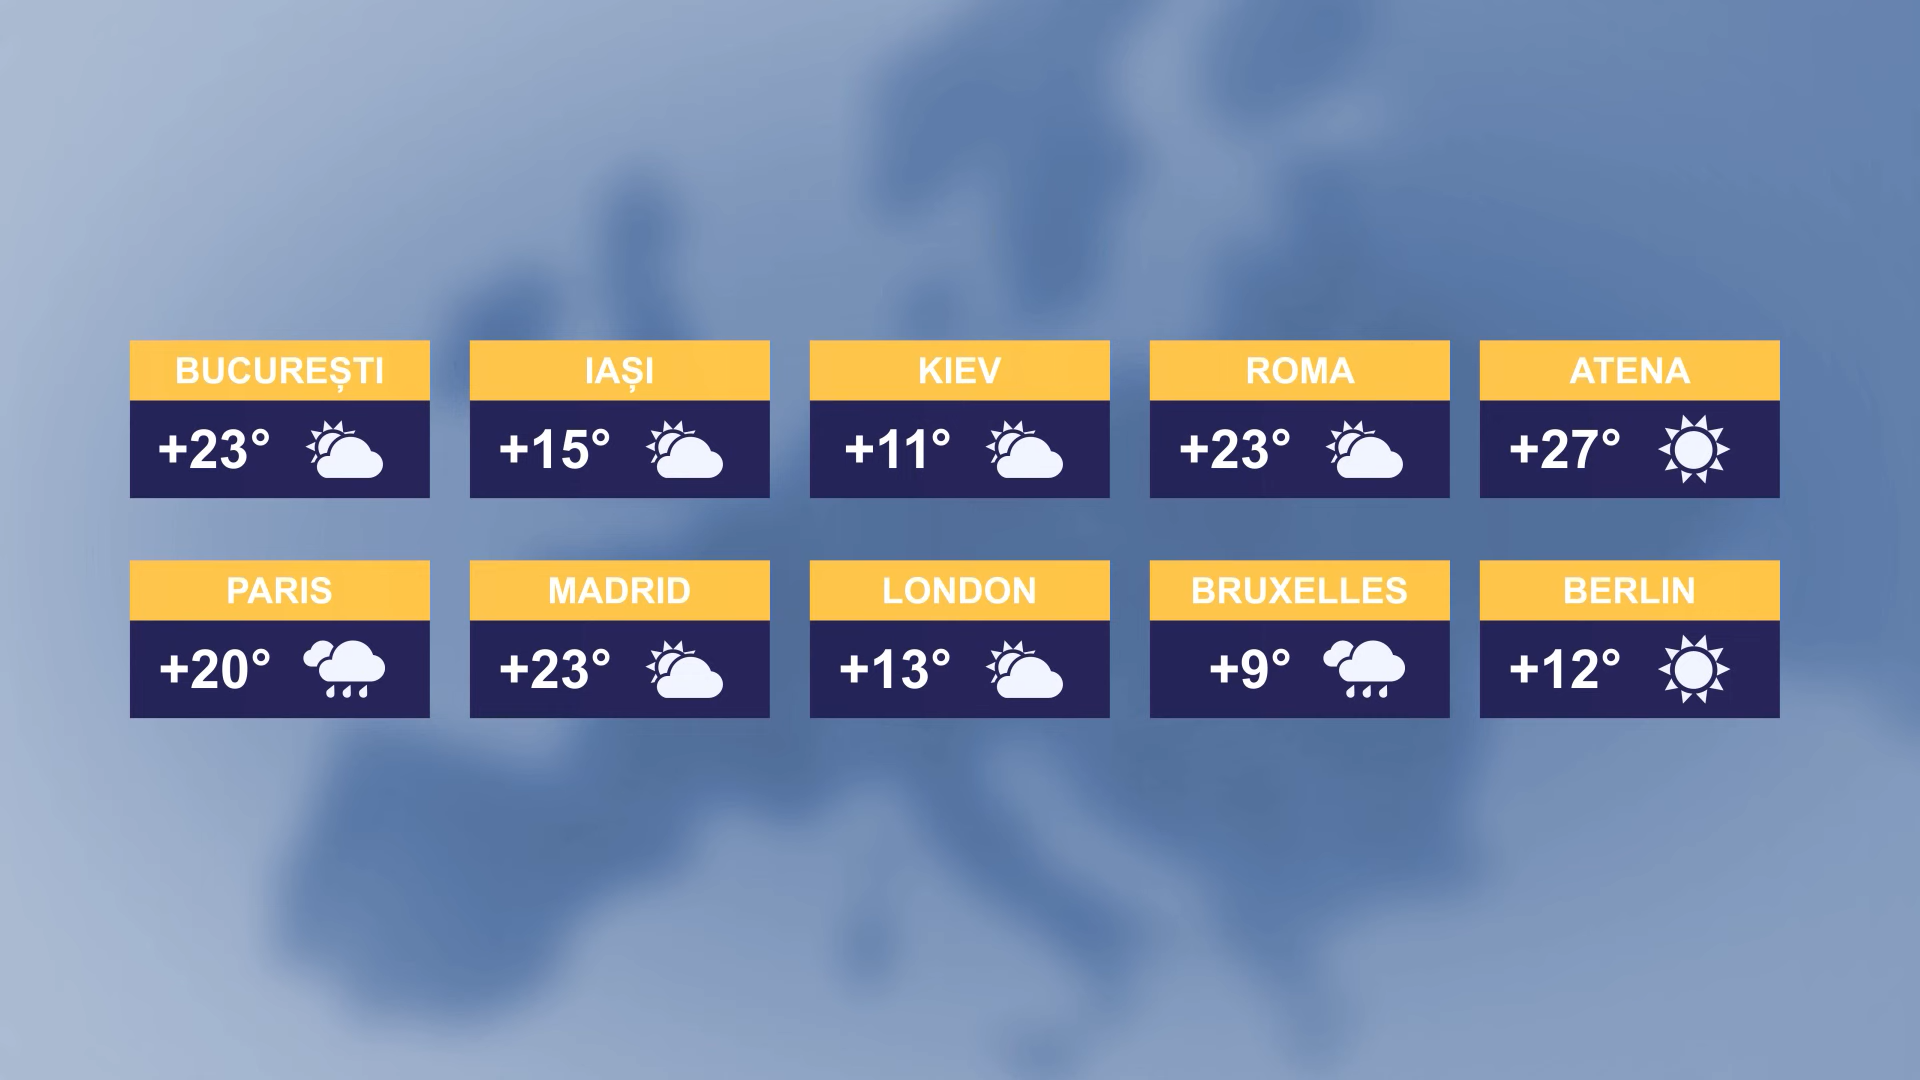 BUCUREȘTI
+23°
IAȘI
+15°
KIEV
+11°
ROMA
+23°
ATENA
+27°
PARIS
+20°
MADRID
+23°
LONDON
+13°
BRUXELLES
+9°
BERLIN
+12°